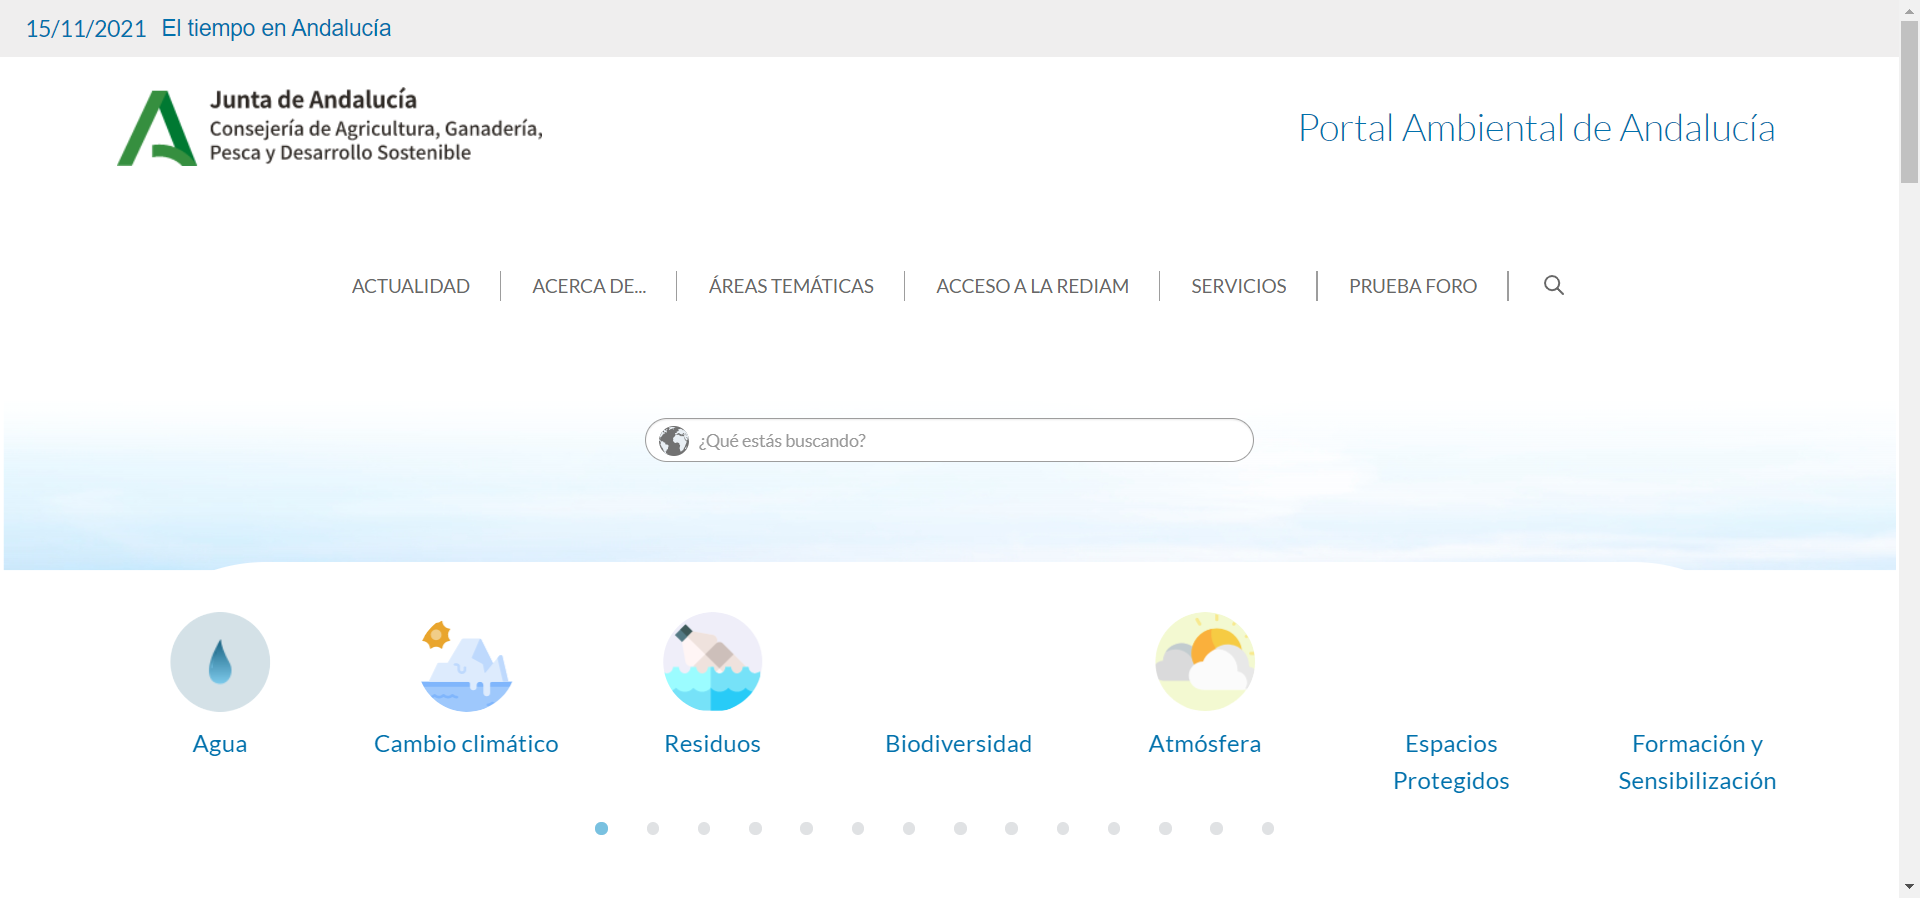 15/11/2021 El tiempo en Andalucía
Junta de Andalucía
Consejería de Agricultura, Ganadería,
Pesca y Desarrollo Sostenible
Portal Ambiental de Andalucía
ACTUALIDAD
ACERCA DE...
ÁREAS TEMÁTICAS
ACCESO A LA REDIAM
SERVICIOS
PRUEBA FORO
¿Qué estás buscando?
Agua
Cambio climático
Residuos
Biodiversidad
Atmósfera
Espacios
Protegidos
Formación y
Sensibilización